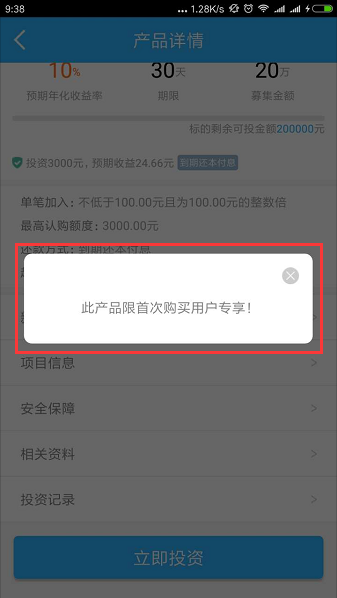 9:38
... 1.28K/s
产品详情
10% 30天 20万
预期年化收益率 期限 募集金额
标的剩余可投金额200000元
投资3000元，预期收益24.66元 到期还本付息
单笔加入：不低于100.00元且为100.00元的整数倍
最高认购额度：3000.00元
还款方式：到期还本付息
此产品限首次购买用户专享！
项目信息
安全保障
相关资料
投资记录
立即投资